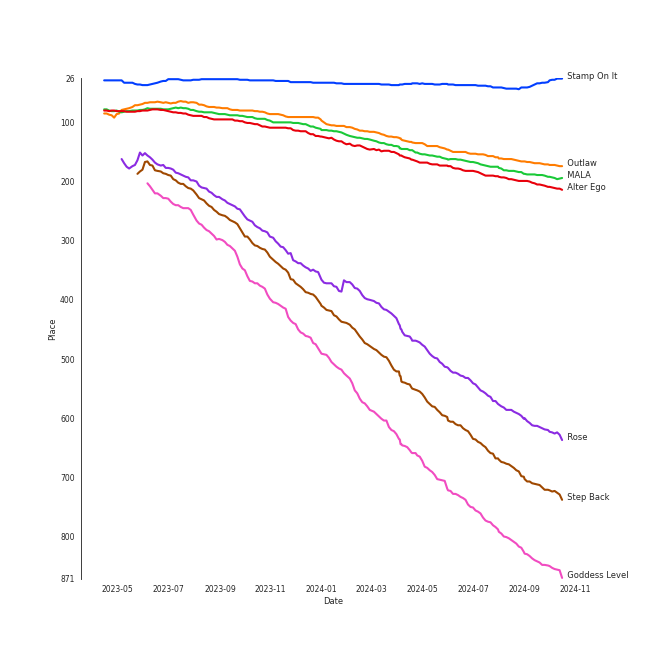 26
100
200
300
400
500
600
700
800
871
Place
Stamp On It
Outlaw
MALA
Alter Ego
Rose
Step Back
Goddess Level
2023-05 2023-07 2023-09 2023-11 2024-01 2024-03 2024-05 2024-07 2024-09 2024-11
Date